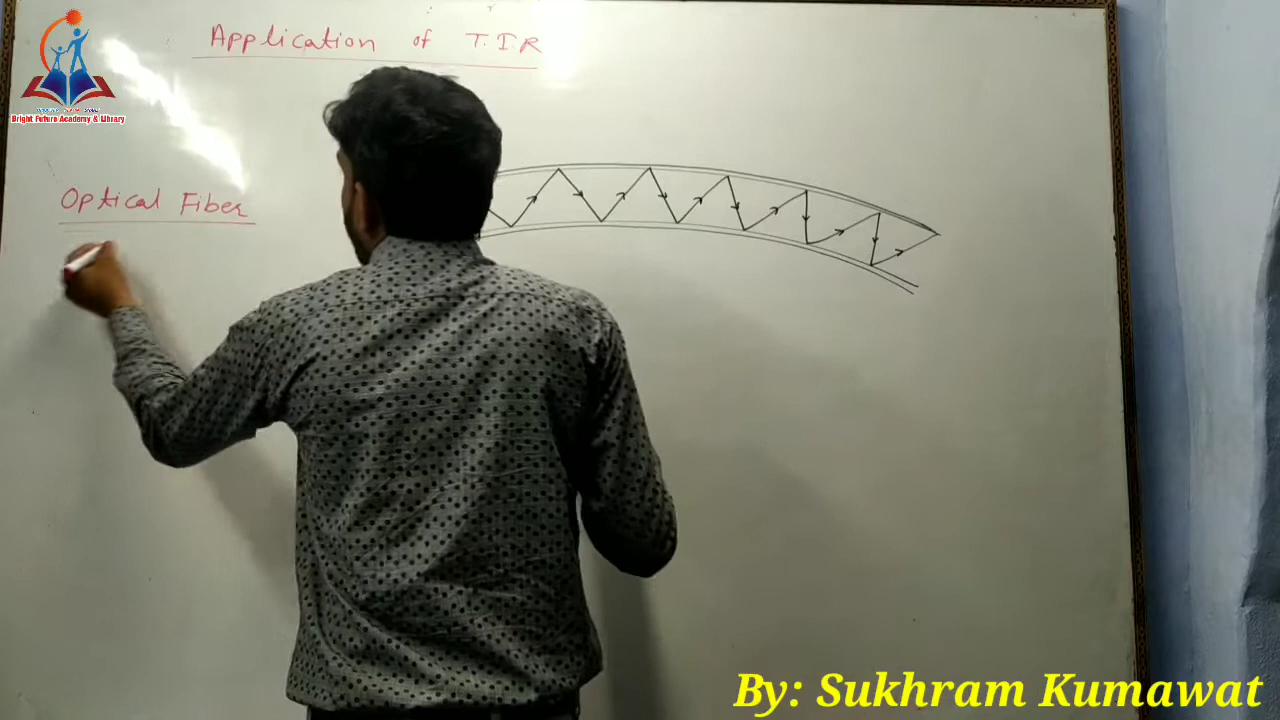 Application of T.I.R
Bright Future Academy & Library
Optical Fiber
By: Sukhram Kumawat